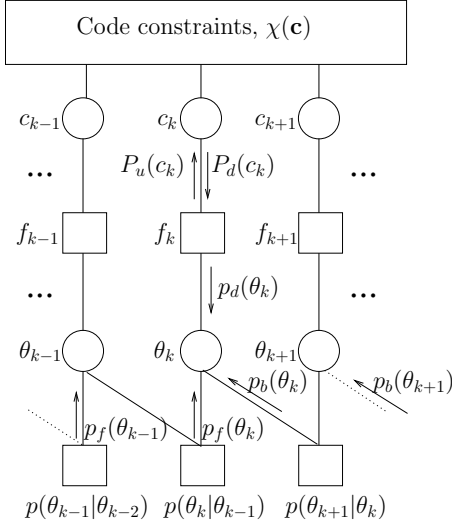 Code constraints, χ(𝐜)
c_{k−1} c_k c_{k+1}
P_u(c_k) P_d(c_k)
... ...
f_{k−1} f_k f_{k+1}
... p_d(θ_k) ...
θ_{k−1} θ_k θ_{k+1}
p_b(θ_k) p_b(θ_{k+1})
p_f(θ_{k−1}) p_f(θ_k)
p(θ_{k−1}|θ_{k−2}) p(θ_k|θ_{k−1}) p(θ_{k+1}|θ_k)